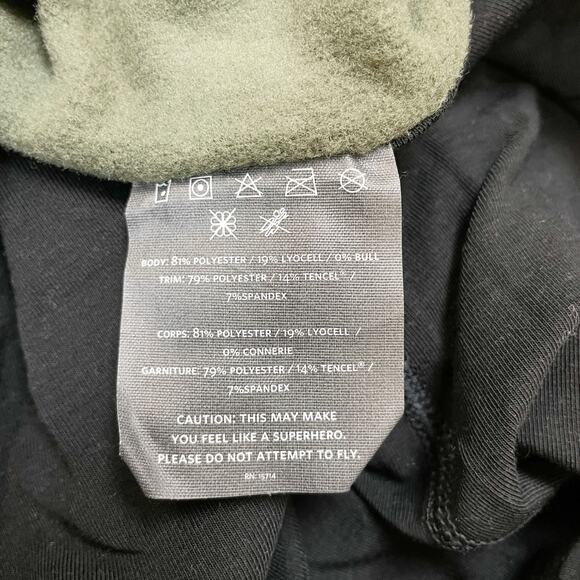 BODY: 81% POLYESTER / 19% LYOCELL / 0% BULL
TRIM: 79% POLYESTER / 14% TENCEL® /
7%SPANDEX
CORPS: 81% POLYESTER / 19% LYOCELL /
0% CONNERIE
GARNITURE: 79% POLYESTER / 14% TENCEL® /
7%SPANDEX
CAUTION: THIS MAY MAKE
YOU FEEL LIKE A SUPERHERO.
PLEASE DO NOT ATTEMPT TO FLY.
RN: 15714